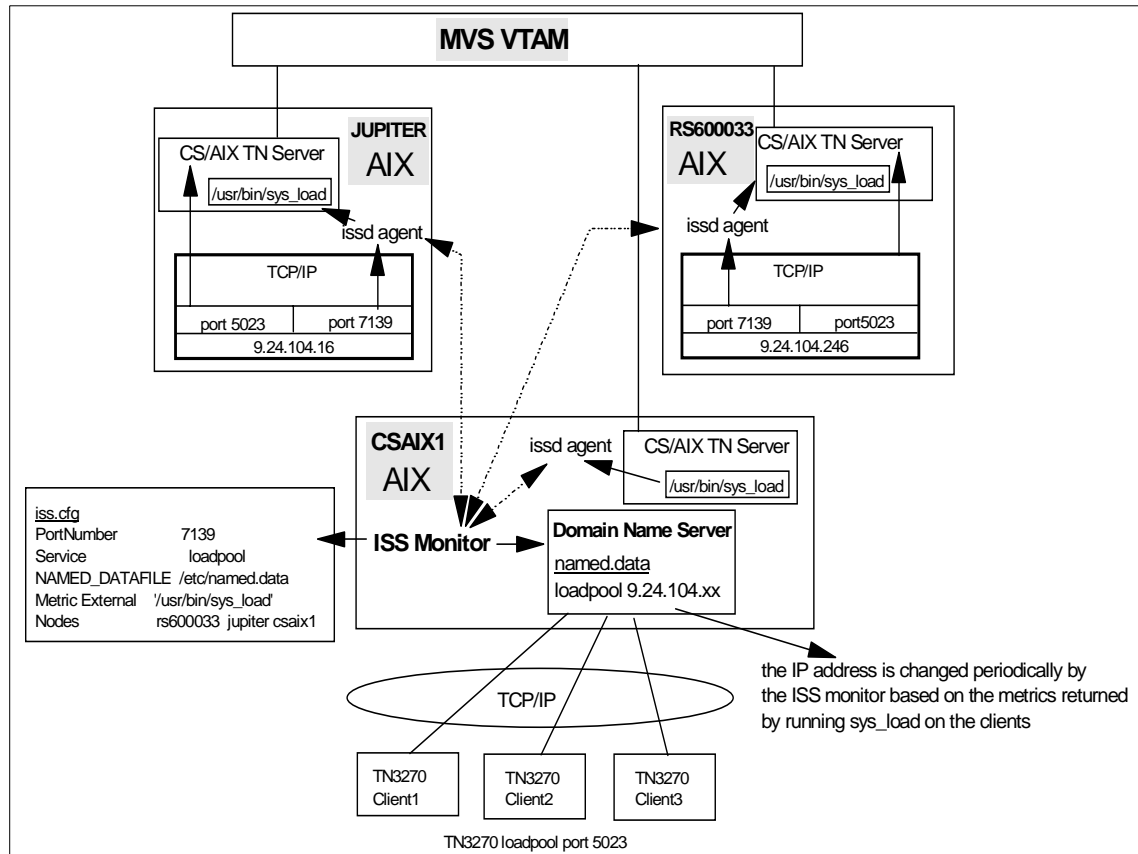 MVS VTAM
JUPITER
AIX
CS/AIX TN Server
/usr/bin/sys_load
issd agent
TCP/IP
port 5023 port 7139
9.24.104.16
RS600033
AIX
CS/AIX TN Server
/usr/bin/sys_load
issd agent
TCP/IP
port 7139 port5023
9.24.104.246
CSAIX1
AIX
issd agent
CS/AIX TN Server
/usr/bin/sys_load
ISS Monitor
Domain Name Server
named.data
loadpool 9.24.104.xx
iss.cfg
PortNumber 7139
Service loadpool
NAMED_DATAFILE /etc/named.data
Metric External '/usr/bin/sys_load'
Nodes rs600033 jupiter csaix1
the IP address is changed periodically by
the ISS monitor based on the metrics returned
by running sys_load on the clients
TCP/IP
TN3270
Client1
TN3270
Client2
TN3270
Client3
TN3270 loadpool port 5023